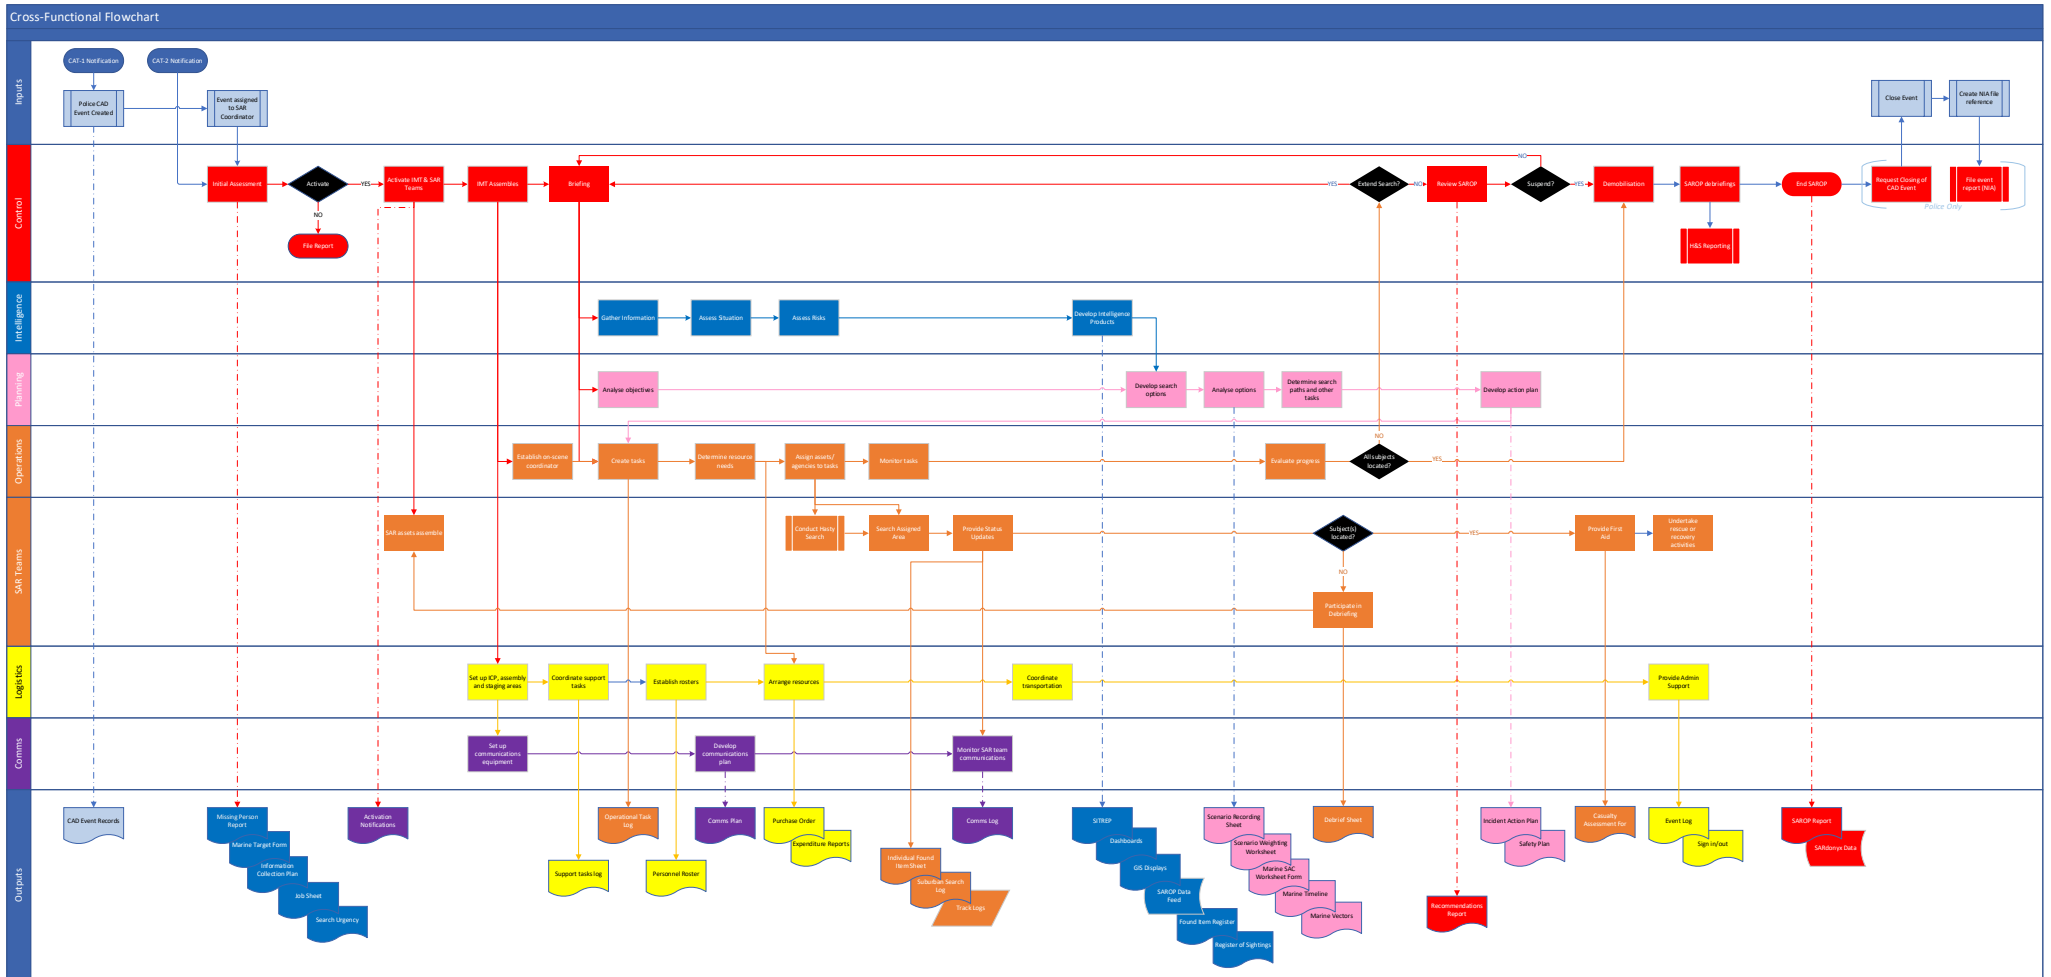 Cross-Functional Flowchart
Inputs
CAT-1 Notification
CAT-2 Notification
Police CAD
Event Created
Event assigned
to SAR
Coordinator
Close Event
Create NIA file
reference
Control
Initial Assessment
Activate
YES
NO
File Report
Activate IMT & SAR
Teams
IMT Assembles
Briefing
YES
Extend Search?
NO
Review SAROP
NO
Suspend?
YES
Demobilisation
SAROP debriefings
H&S Reporting
End SAROP
Request Closing of
CAD Event
File event
report (NIA)
Police Only
Intelligence
Gather Information
Assess Situation
Assess Risks
Develop Intelligence
Products
Planning
Analyse objectives
Develop search
options
Analyse options
Determine search
paths and other
tasks
Develop action plan
Operations
Establish on-scene
coordinator
Create tasks
Determine resource
needs
Assign assets/
agencies to tasks
Monitor tasks
Evaluate progress
NO
All subjects
located?
YES
SAR Teams
SAR assets assemble
Conduct Hasty
Search
Search Assigned
Area
Provide Status
Updates
Subject(s)
located?
YES
NO
Participate in
Debriefing
Provide First
Aid
Undertake
rescue or
recovery
activities
Logistics
Set up ICP, assembly
and staging areas
Coordinate support
tasks
Establish rosters
Arrange resources
Coordinate
transportation
Provide Admin
Support
Comms
Set up
communications
equipment
Develop
communications
plan
Monitor SAR team
communications
Outputs
CAD Event Records
Missing Person
Report
Marine Target Form
Information
Collection Plan
Job Sheet
Search Urgency
Activation
Notifications
Support tasks log
Operational Task
Log
Personnel Roster
Comms Plan
Purchase Order
Expenditure Reports
Individual Found
Item Sheet
Suburban Search
Log
Track Logs
Comms Log
SITREP
Dashboards
GIS Displays
SAROP Data
Feed
Found Item Register
Register of Sightings
Scenario Recording
Sheet
Scenario Weighting
Worksheet
Marine SAC
Worksheet Form
Marine Timeline
Marine Vectors
Debrief Sheet
Recommendations
Report
Incident Action Plan
Safety Plan
Casualty
Assessment For
Event Log
Sign in/out
SAROP Report
SARdonyx Data